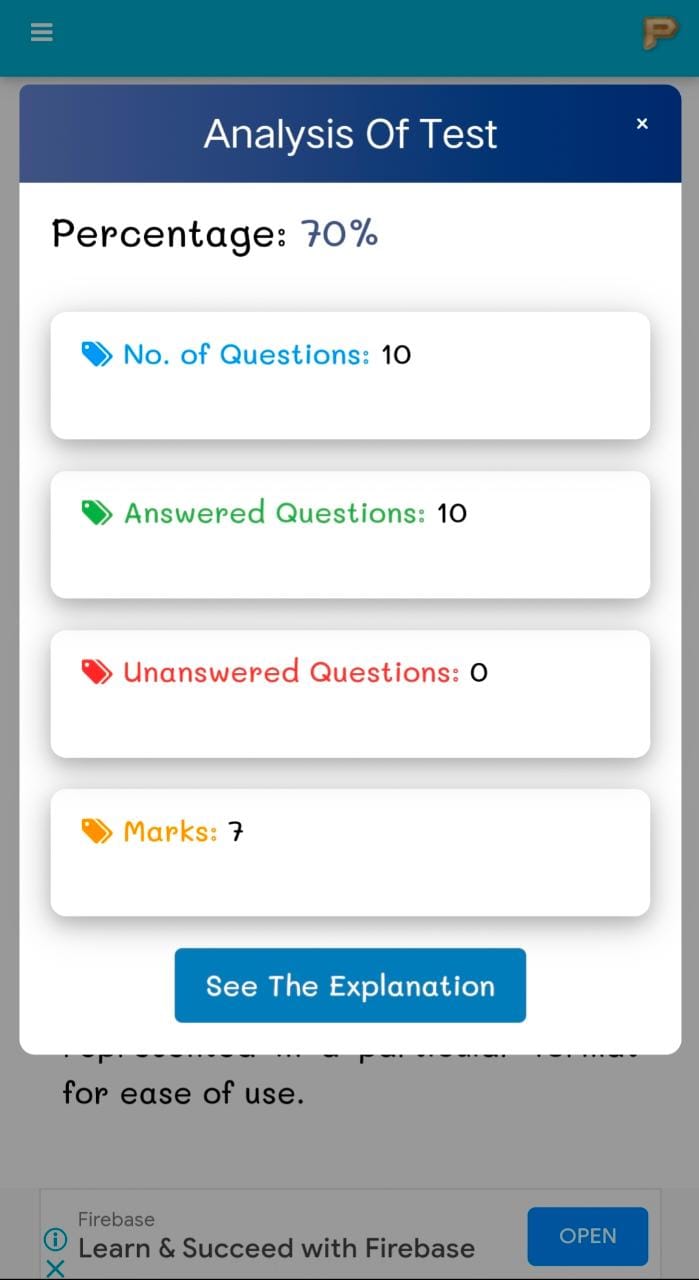 Analysis Of Test
×
Percentage: 70%
No. of Questions: 10
Answered Questions: 10
Unanswered Questions: 0
Marks: 7
See The Explanation
for ease of use.
Firebase
Learn & Succeed with Firebase
OPEN